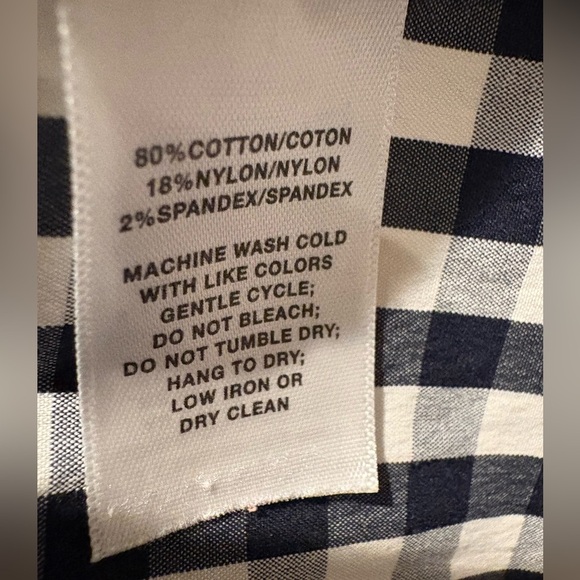 80%COTTON/COTON
18%NYLON/NYLON
2%SPANDEX/SPANDEX
MACHINE WASH COLD
WITH LIKE COLORS
GENTLE CYCLE;
DO NOT BLEACH;
DO NOT TUMBLE DRY;
HANG TO DRY;
LOW IRON OR
DRY CLEAN